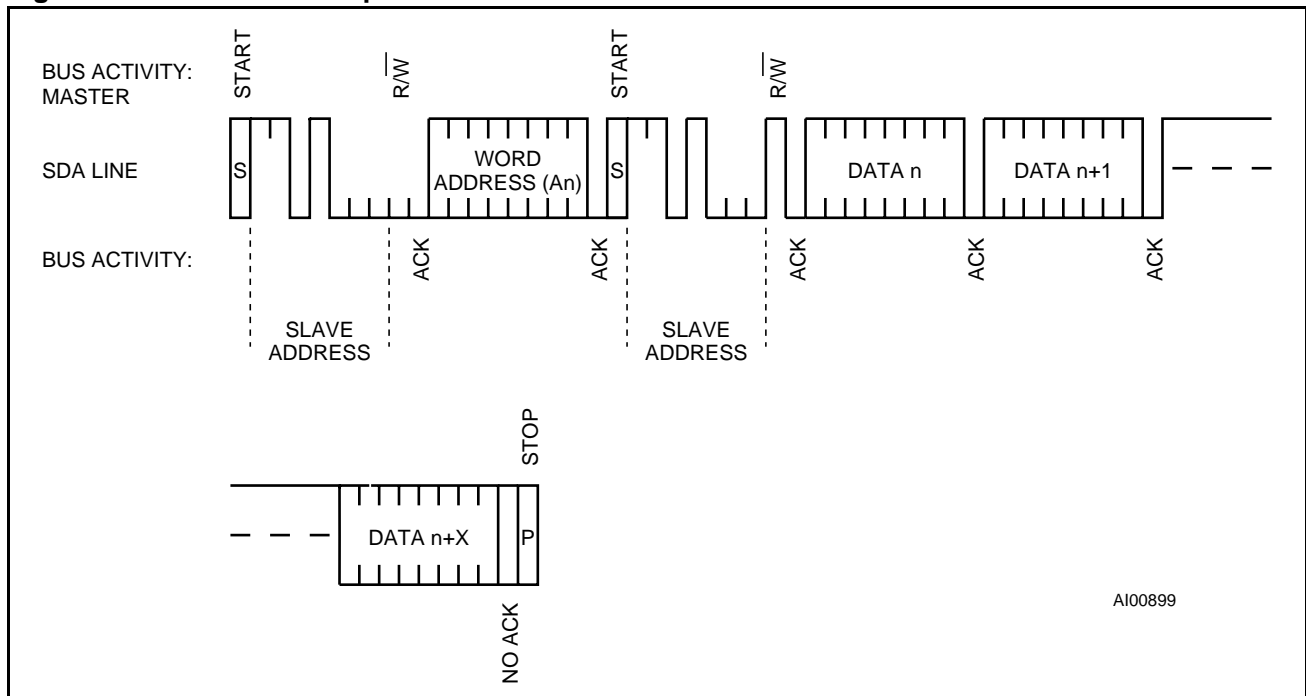 BUS ACTIVITY:
MASTER
START
R/W
START
R/W
SDA LINE
S
WORD
ADDRESS (An)
S
DATA n
DATA n+1
BUS ACTIVITY:
ACK
ACK
ACK
ACK
ACK
SLAVE
ADDRESS
SLAVE
ADDRESS
STOP
DATA n+X
P
NO ACK
AI00899